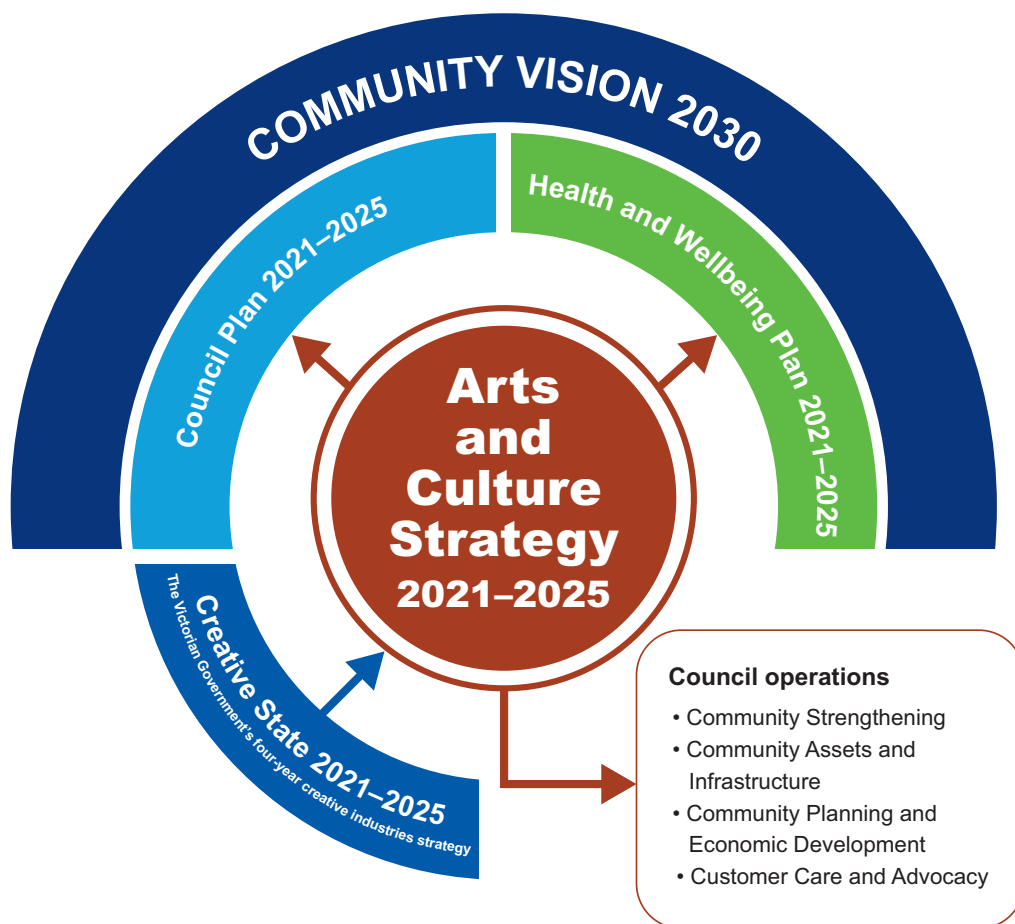 COMMUNITY VISION 2030
Council Plan 2021–2025
Health and Wellbeing Plan 2021–2025
Arts
and
Culture
Strategy
2021–2025
Creative State 2021–2025
The Victorian Government's four-year creative industries strategy
Council operations
• Community Strengthening
• Community Assets and
Infrastructure
• Community Planning and
Economic Development
• Customer Care and Advocacy